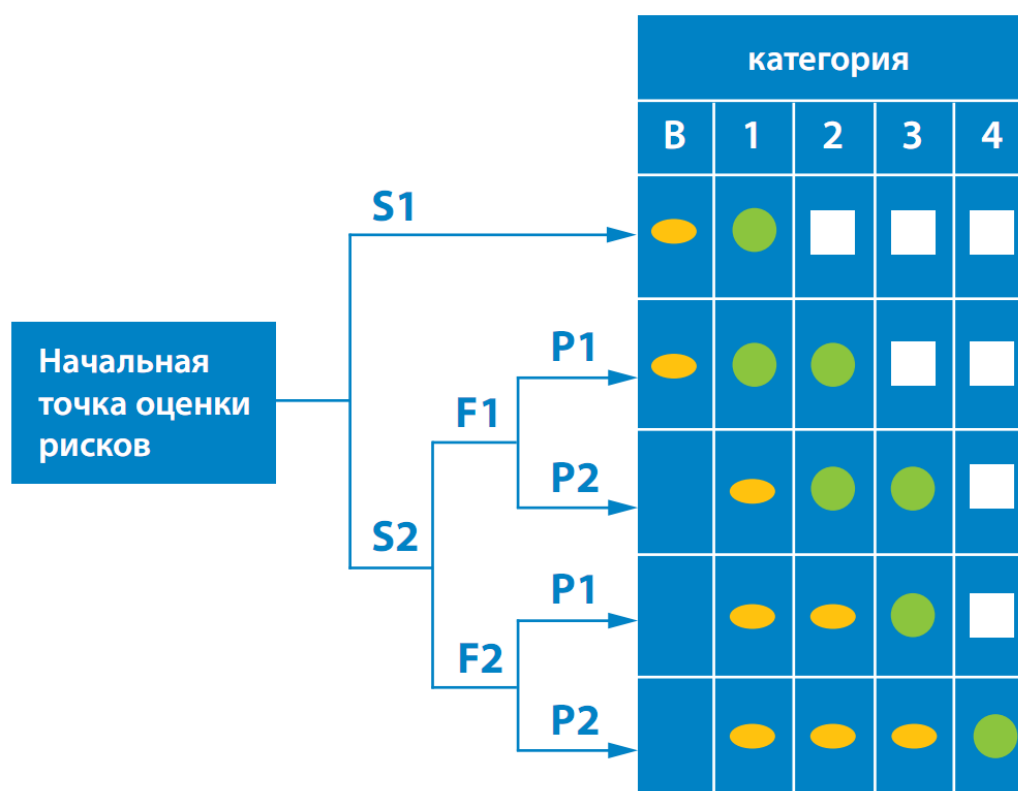 категория
B 1 2 3 4
S1
P1
Начальная
точка оценки
рисков
F1
P2
S2
P1
F2
P2